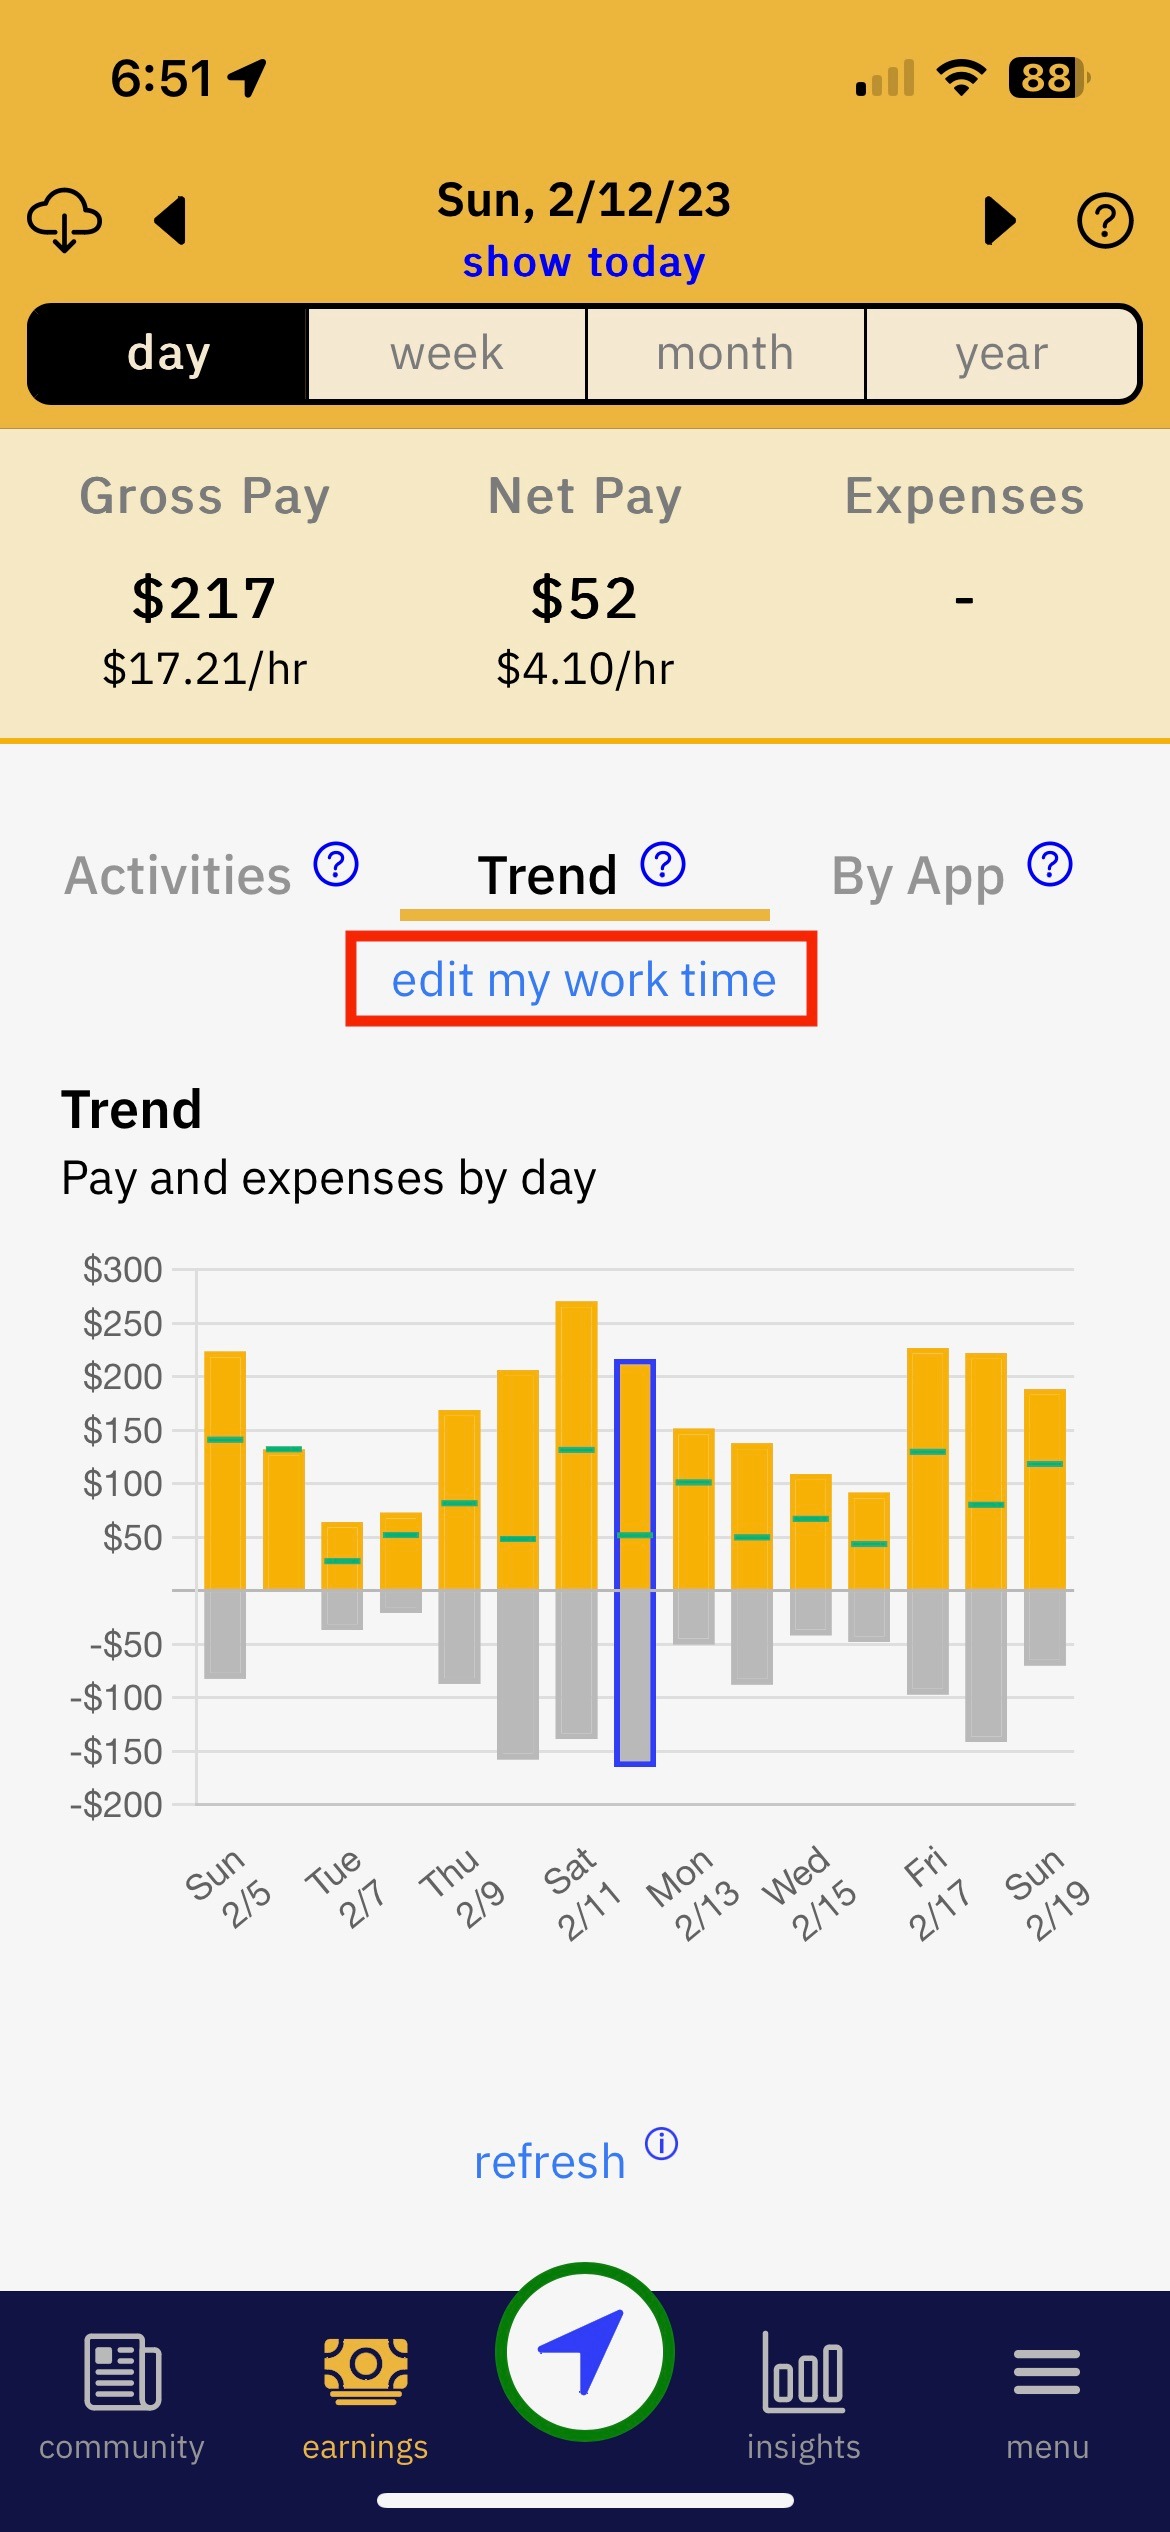 6:51
88
Sun, 2/12/23
show today
day week month year
Gross Pay Net Pay Expenses
$217 $52 -
$17.21/hr $4.10/hr
Activities ? Trend ? By App ?
edit my work time
Trend
Pay and expenses by day
$300
$250
$200
$150
$100
$50
-$50
-$100
-$150
-$200
Sun 2/5
Tue 2/7
Thu 2/9
Sat 2/11
Mon 2/13
Wed 2/15
Fri 2/17
Sun 2/19
refresh i
community earnings insights menu